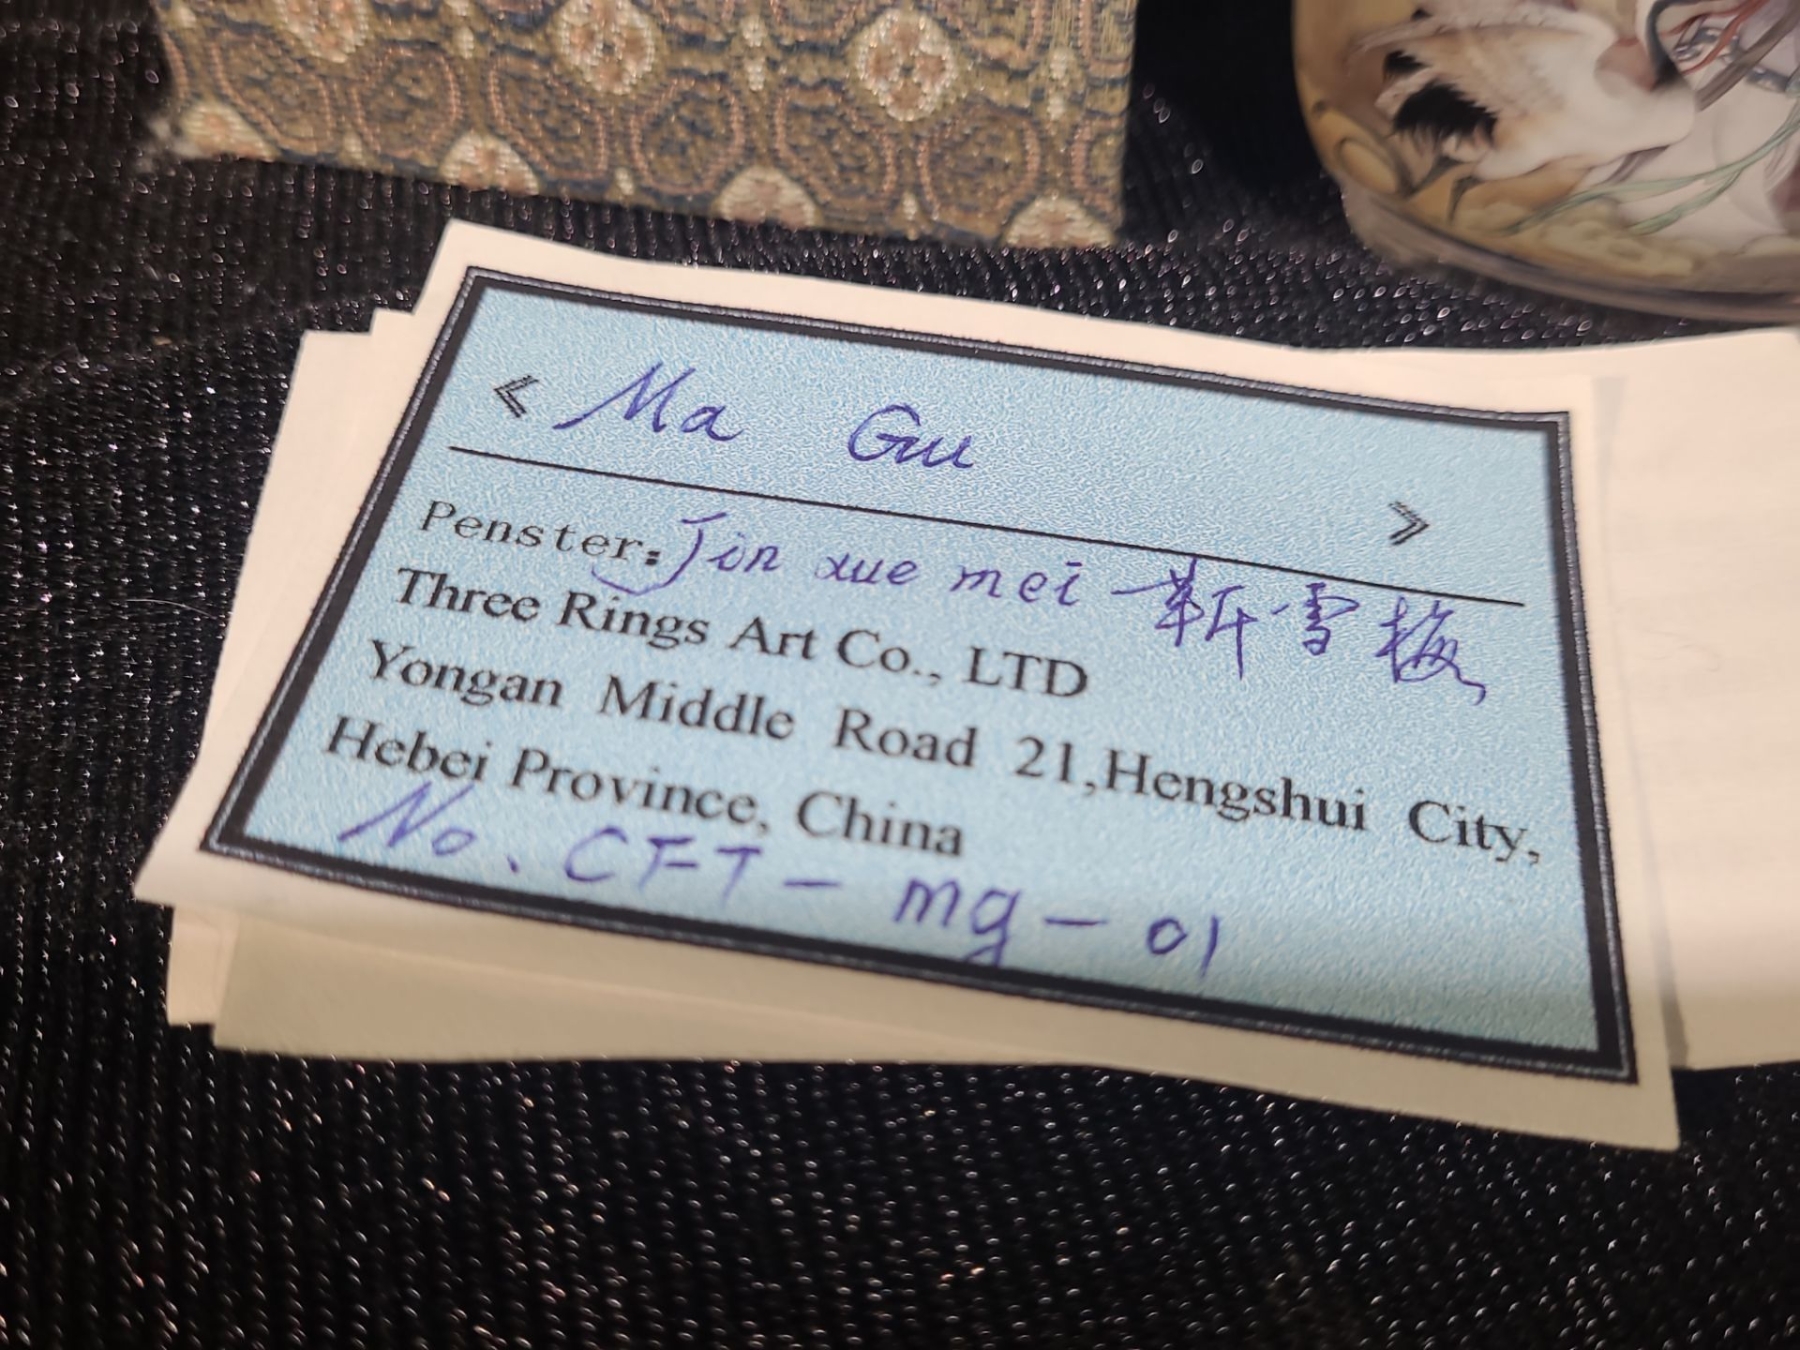 《 Ma Gu 》
Penster: Jin xue mei 靳雪梅
Three Rings Art Co., LTD
Yongan Middle Road 21,Hengshui City,
Hebei Province, China
No. CFT - mg - 01